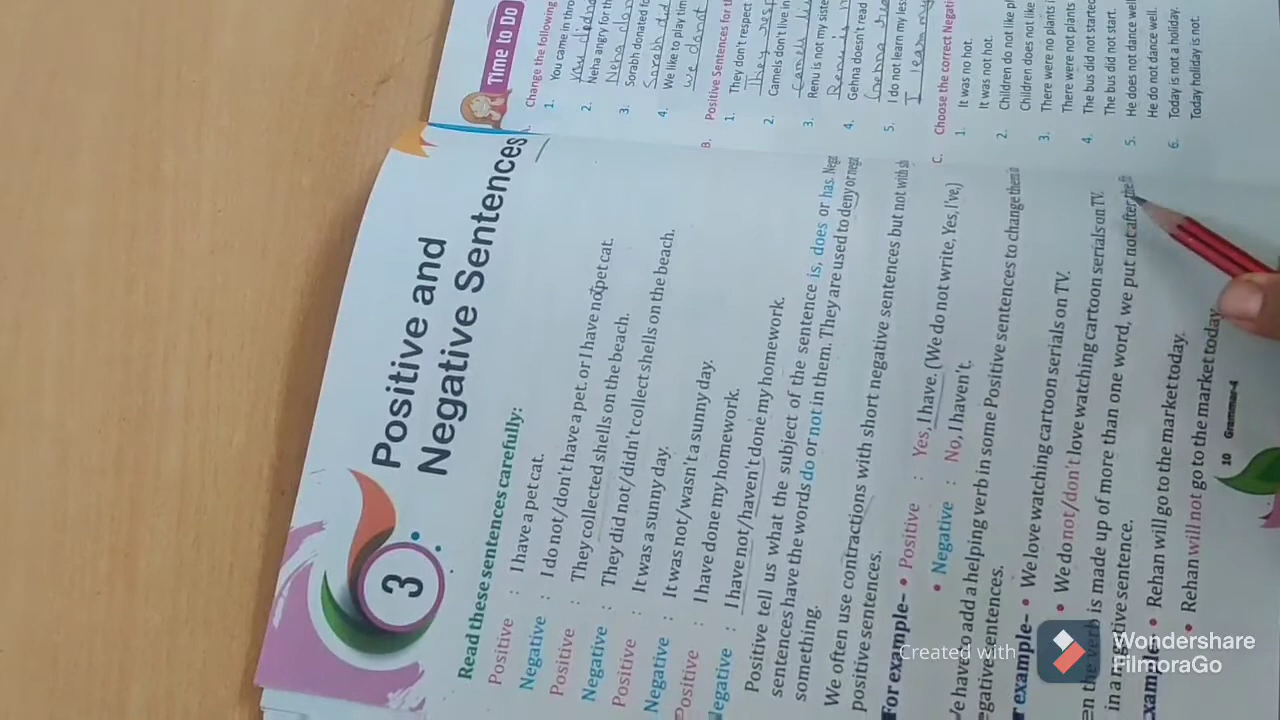 3
Positive and
Negative Sentences
Read these sentences carefully:
Positive : I have a pet cat.
Negative : I do not/don't have a pet. or I have no pet cat.
Positive : They collected shells on the beach.
Negative : They did not/didn't collect shells on the beach.
Positive : It was a sunny day.
Negative : It was not/wasn't a sunny day.
Positive : I have done my homework.
Negative : I have not/haven't done my homework.
Positive tell us what the subject of the sentence is, does or has.
sentences have the words do or not in them. They are used to deny or
something.
We often use contractions with short negative sentences but not with
positive sentences.
For example- • Positive : Yes, I have. (We do not write, Yes, I've,)
• Negative : No, I haven't.
e have to add a helping verb in some Positive sentences to change them
egative sentences.
r example- • We love watching cartoon serials on TV.
• We do not/don't love watching cartoon serials on TV.
en the verb is made up of more than one word, we put not after the
in a negative sentence.
• Rehan will go to the market today.
• Rehan will not go to the market today.
10 Grammar-4
Time to Do
A. Change the following
1. You came in
2. Neha angry for
Neha
3. Sorabh donated
Sorabh
4. We like to play
we
B. Positive Sentences for
1. They don't respect
They
2. Camels don't live in
3. Renu is not my
Renu is
4. Gehna doesn't read
5. I do not learn my
I learn my
C. Choose the correct
1. It was no hot.
It was not hot.
2. Children do not like
Children does not like
3. There were no plants
There were not plants
4. The bus did not started
The bus did not start.
5. He does not dance well
He do not dance well.
6. Today is not a holiday.
Today holiday is not.
Created with
Wondershare
FilmoraGo